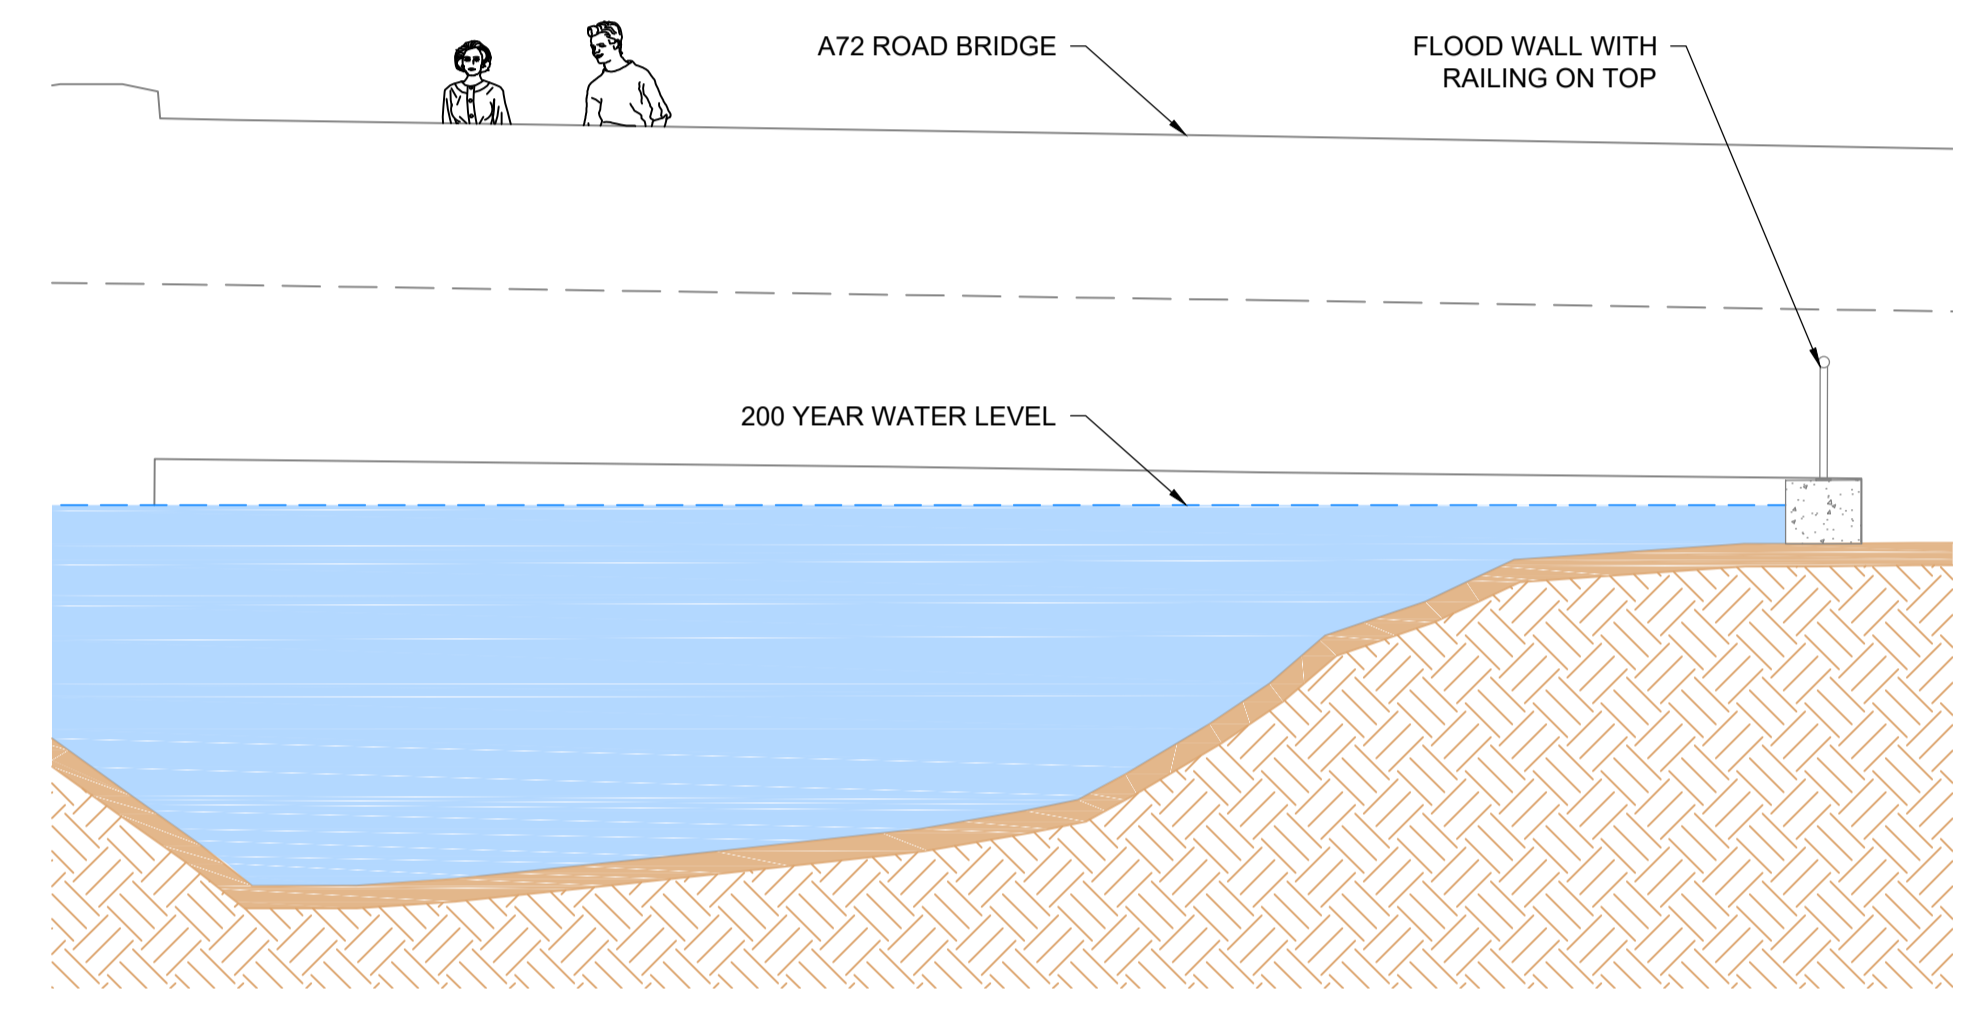 A72 ROAD BRIDGE
FLOOD WALL WITH
RAILING ON TOP
200 YEAR WATER LEVEL